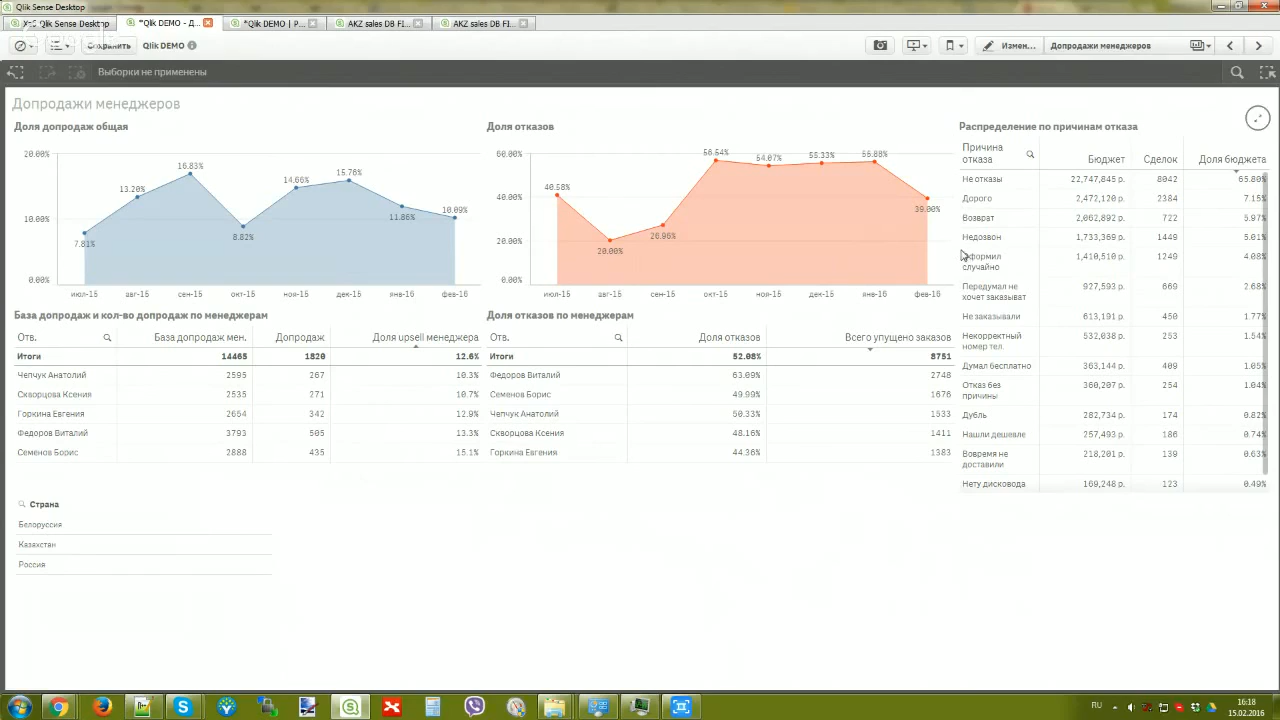 Qlik Sense Desktop
Qlik Sense Desktop
*Qlik DEMO - Д...
*Qlik DEMO | P...
AKZ sales DB FI...
AKZ sales DB FI...
Сохранить
Qlik DEMO
Измен...
Допродажи менеджеров
Выборки не применены
Допродажи менеджеров
Доля допродаж общая
20.00%
10.00%
0.00%
7.81%
13.20%
16.83%
8.82%
14.66%
15.76%
11.86%
10.09%
июл-15 авг-15 сен-15 окт-15 ноя-15 дек-15 янв-16 фев-16
Доля отказов
60.00%
40.00%
20.00%
0.00%
40.58%
20.00%
26.96%
56.54%
54.07%
55.33%
39.00%
июл-15 авг-15 сен-15 окт-15 ноя-15 дек-15 янв-16 фев-16
Распределение по причинам отказа
Причина отказа Бюджет Сделок Доля бюджета
Не отказы 22,747,845 р. 8042 65.80%
Дорого 2,472,120 р. 2384 7.15%
Возврат 2,062,892 р. 722 5.97%
Недозвон 1,733,369 р. 1449 5.01%
случайно 1,410,510 р. 1249 4.08%
Передумал не хочет заказыват 927,593 р. 669 2.68%
Не заказывали 613,191 р. 450 1.77%
Некорректный номер тел. 532,038 р. 253 1.54%
Думал бесплатно 363,144 р. 409 1.05%
Отказ без причины 360,207 р. 254 1.04%
Дубль 282,734 р. 174 0.82%
Нашли дешевле 257,493 р. 186 0.74%
Вовремя не доставили 218,201 р. 139 0.63%
Нету дисковода 169,248 р. 123 0.49%
База допродаж и кол-во допродаж по менеджерам
Отв. База допродаж мен. Допродаж Доля upsell менеджера
Итоги 14465 1820 12.6%
Чепчук Анатолий 2595 267 10.3%
Скворцова Ксения 2535 271 10.7%
Горкина Евгения 2654 342 12.9%
Федоров Виталий 3793 505 13.3%
Семенов Борис 2888 435 15.1%
Доля отказов по менеджерам
Отв. Доля отказов Всего упущено заказов
Итоги 52.08% 8751
Федоров Виталий 63.09% 2748
Семенов Борис 49.99% 1676
Чепчук Анатолий 50.33% 1533
Скворцова Ксения 48.16% 1411
Горкина Евгения 44.36% 1383
Страна
Белоруссия
Казахстан
Россия
RU
16:18
15.02.2016